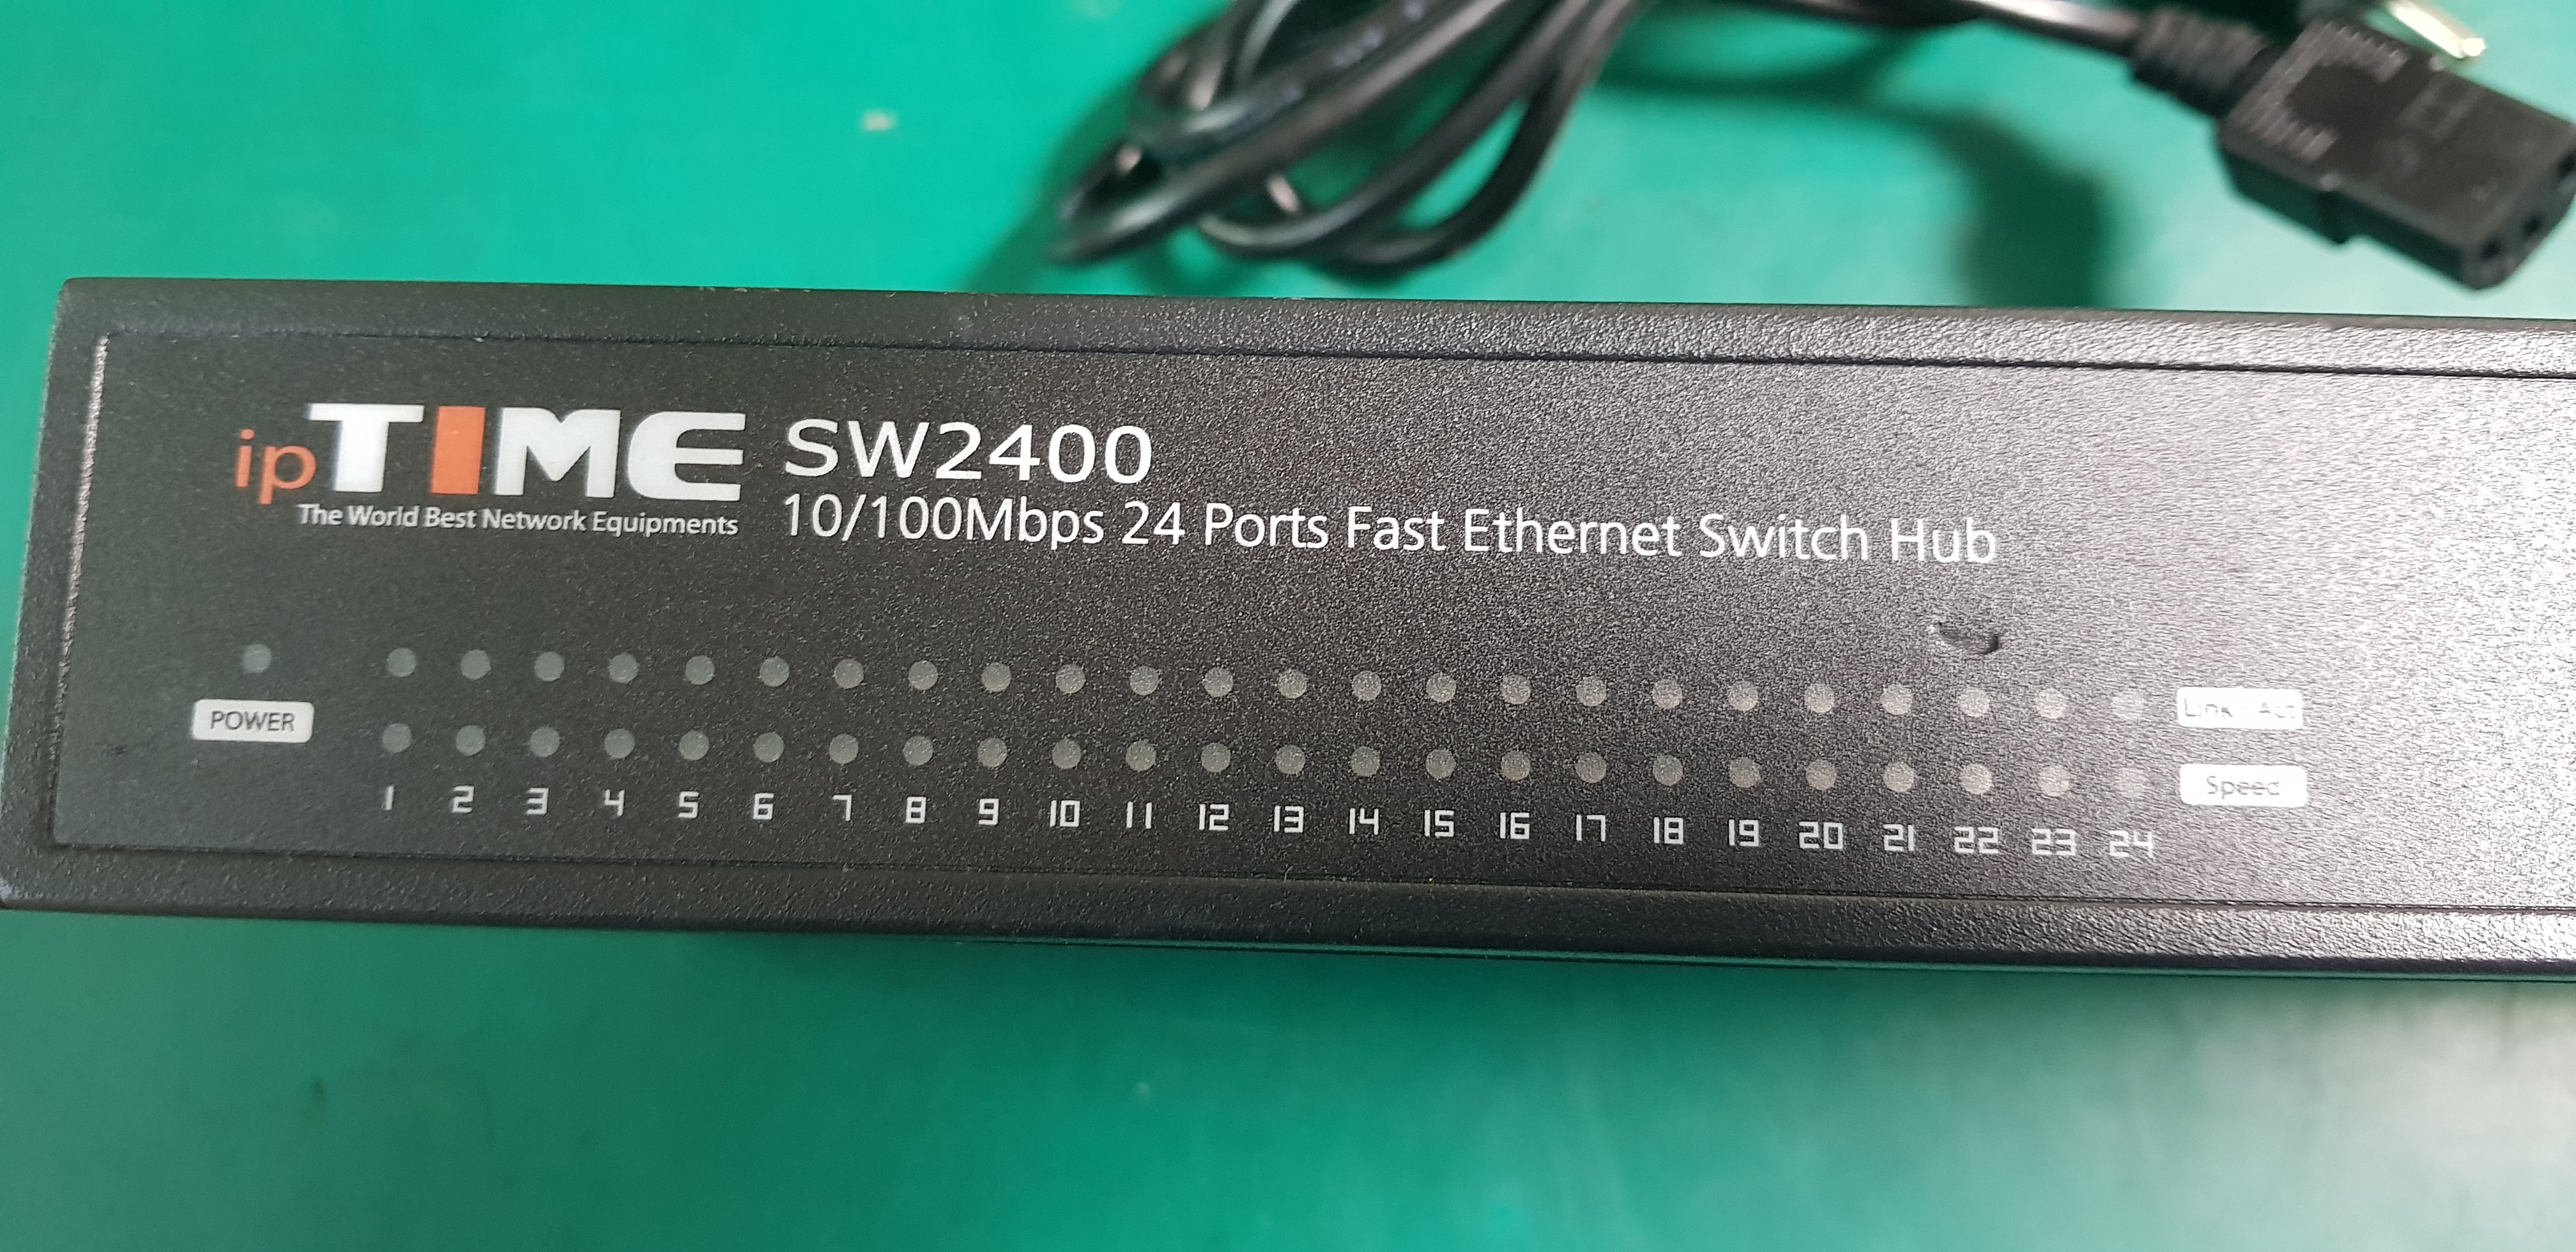 ipTIME SW2400
The World Best Network Equipments
10/100Mbps 24 Ports Fast Ethernet Switch Hub
Link / Act
POWER
Speed
1 2 3 4 5 6 7 8 9 10 11 12 13 14 15 16 17 18 19 20 21 22 23 24